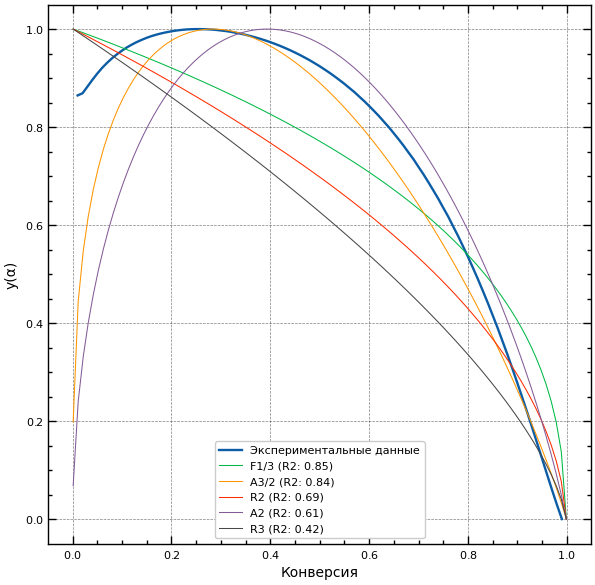 1.0
0.8
0.6
0.4
0.2
0.0
y(α)
Экспериментальные данные
F1/3 (R2: 0.85)
A3/2 (R2: 0.84)
R2 (R2: 0.69)
A2 (R2: 0.61)
R3 (R2: 0.42)
0.0 0.2 0.4 0.6 0.8 1.0
Конверсия